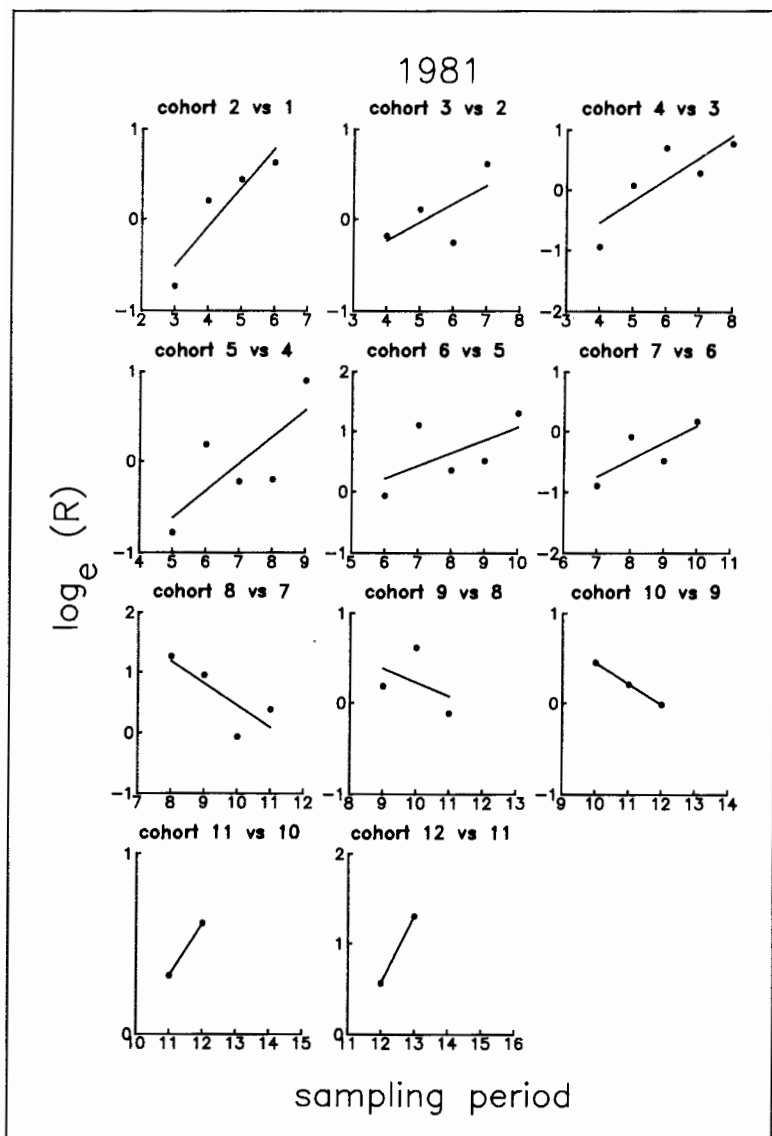 1981
cohort 2 vs 1
cohort 3 vs 2
cohort 4 vs 3
1
0
-1
2 3 4 5 6 7
1
0
-1
3 4 5 6 7 8
1
0
-1
-2
3 4 5 6 7 8
cohort 5 vs 4
cohort 6 vs 5
cohort 7 vs 6
1
0
-1
4 5 6 7 8 9
2
1
0
-1
5 6 7 8 9 10
1
0
-1
-2
6 7 8 9 10 11
log_e (R)
cohort 8 vs 7
cohort 9 vs 8
cohort 10 vs 9
2
1
0
-1
7 8 9 10 11 12
1
0
-1
8 9 10 11 12 13
1
0
-1
9 10 11 12 13 14
cohort 11 vs 10
cohort 12 vs 11
1
0
10 11 12 13 14 15
2
1
0
11 12 13 14 15 16
sampling period